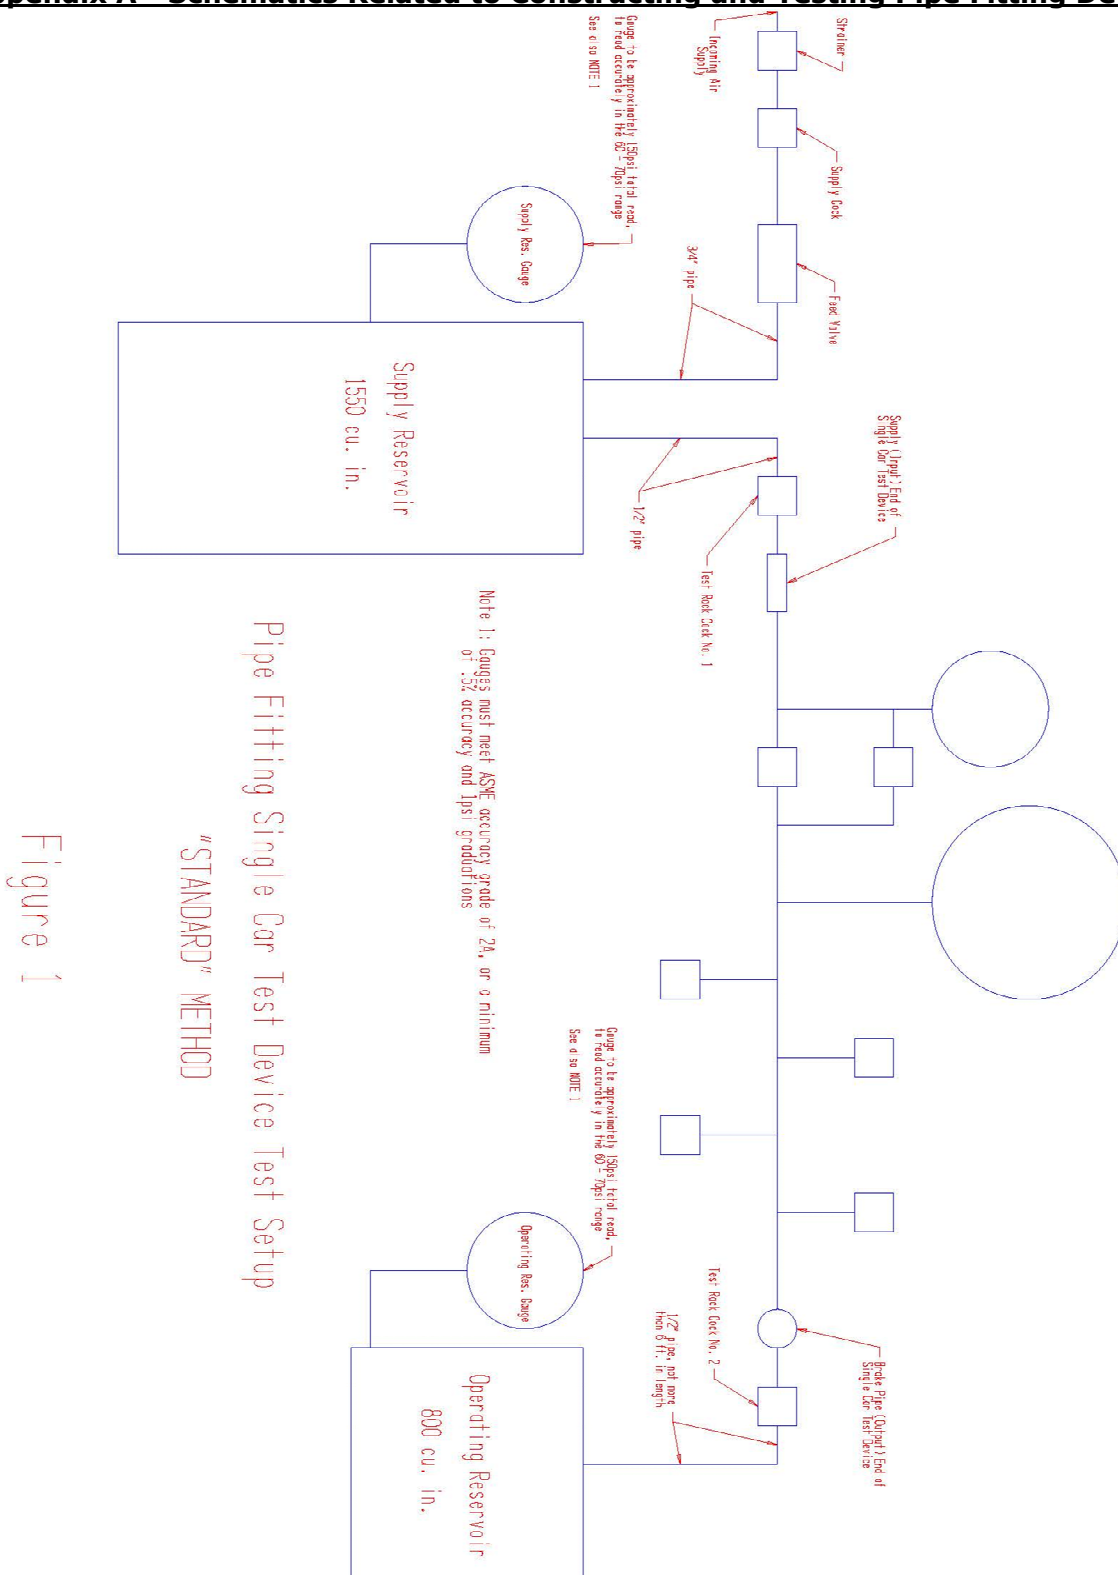 pendix A – Schematics Related to Constructing and Testing Pipe Fitting De
Strainer
Incoming Air
Supply
Supply Cock
Feed Valve
Gauge to be approximately 150psi total read,
to read accurately in the 60 - 70psi range
See also NOTE 1
Supply Res. Gauge
3/4" pipe
Supply Reservoir
1550 cu. in.
1/2" pipe
Supply (Input) End of
Single Car Test Device
Test Rack Cock No. 1
Note 1: Gauges must meet ASME accuracy grade of 2A, or a minimum
of .5% accuracy and 1psi graduations
Gauge to be approximately 150psi total read,
to read accurately in the 60 - 70psi range
See also NOTE 1
Operating Res. Gauge
Test Rack Cock No. 2
1/2" pipe, not more
than 6 ft. in length
Brake Pipe (Output) End of
Single Car Test Device
Operating Reservoir
800 cu. in.
Pipe Fitting Single Car Test Device Test Setup
"STANDARD" METHOD
Figure 1